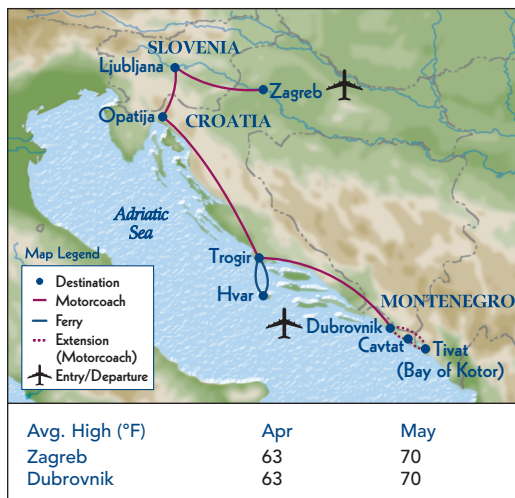 SLOVENIA
Ljubljana
Zagreb
Opatija
CROATIA
Adriatic
Sea
Map Legend
Destination
Motorcoach
Ferry
Extension
(Motorcoach)
Entry/Departure
Trogir
Hvar
MONTENEGRO
Dubrovnik
Cavtat
Tivat
(Bay of Kotor)
Avg. High (°F) Apr May
Zagreb 63 70
Dubrovnik 63 70